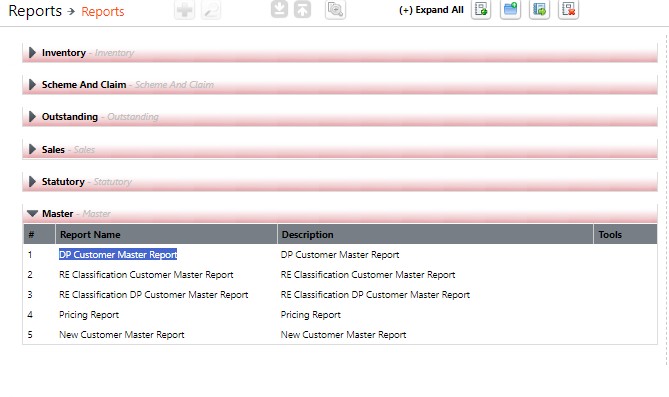 Reports → Reports (+) Expand All
Inventory - Inventory
Scheme And Claim - Scheme And Claim
Outstanding - Outstanding
Sales - Sales
Statutory - Statutory
Master - Master
# Report Name Description Tools
1 DP Customer Master Report DP Customer Master Report
2 RE Classification Customer Master Report RE Classification Customer Master Report
3 RE Classification DP Customer Master Report RE Classification DP Customer Master Report
4 Pricing Report Pricing Report
5 New Customer Master Report New Customer Master Report